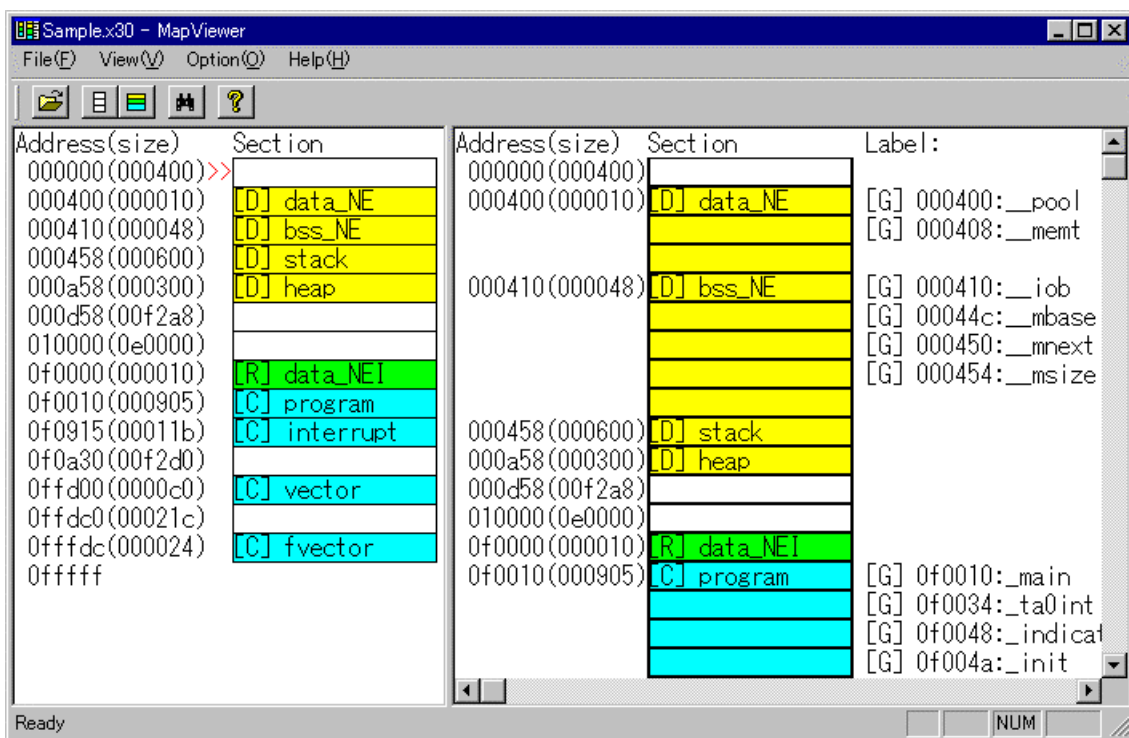 Sample.x30 - MapViewer
File(F) View(V) Option(O) Help(H)
Address(size) Section
000000(000400)>>
000400(000010) [D] data_NE
000410(000048) [D] bss_NE
000458(000600) [D] stack
000a58(000300) [D] heap
000d58(00f2a8)
010000(0e0000)
0f0000(000010) [R] data_NEI
0f0010(000905) [C] program
0f0915(00011b) [C] interrupt
0f0a30(00f2d0)
0ffd00(0000c0) [C] vector
0ffdc0(00021c)
0fffdc(000024) [C] fvector
0fffff
Address(size) Section Label:
000000(000400)
000400(000010) [D] data_NE [G] 000400:__pool
[G] 000408:__memt
000410(000048) [D] bss_NE [G] 000410:__iob
[G] 00044c:__mbase
[G] 000450:__mnext
[G] 000454:__msize
000458(000600) [D] stack
000a58(000300) [D] heap
000d58(00f2a8)
010000(0e0000)
0f0000(000010) [R] data_NEI
0f0010(000905) [C] program [G] 0f0010:_main
[G] 0f0034:_ta0int
[G] 0f0048:_indicat
[G] 0f004a:_init
Ready NUM